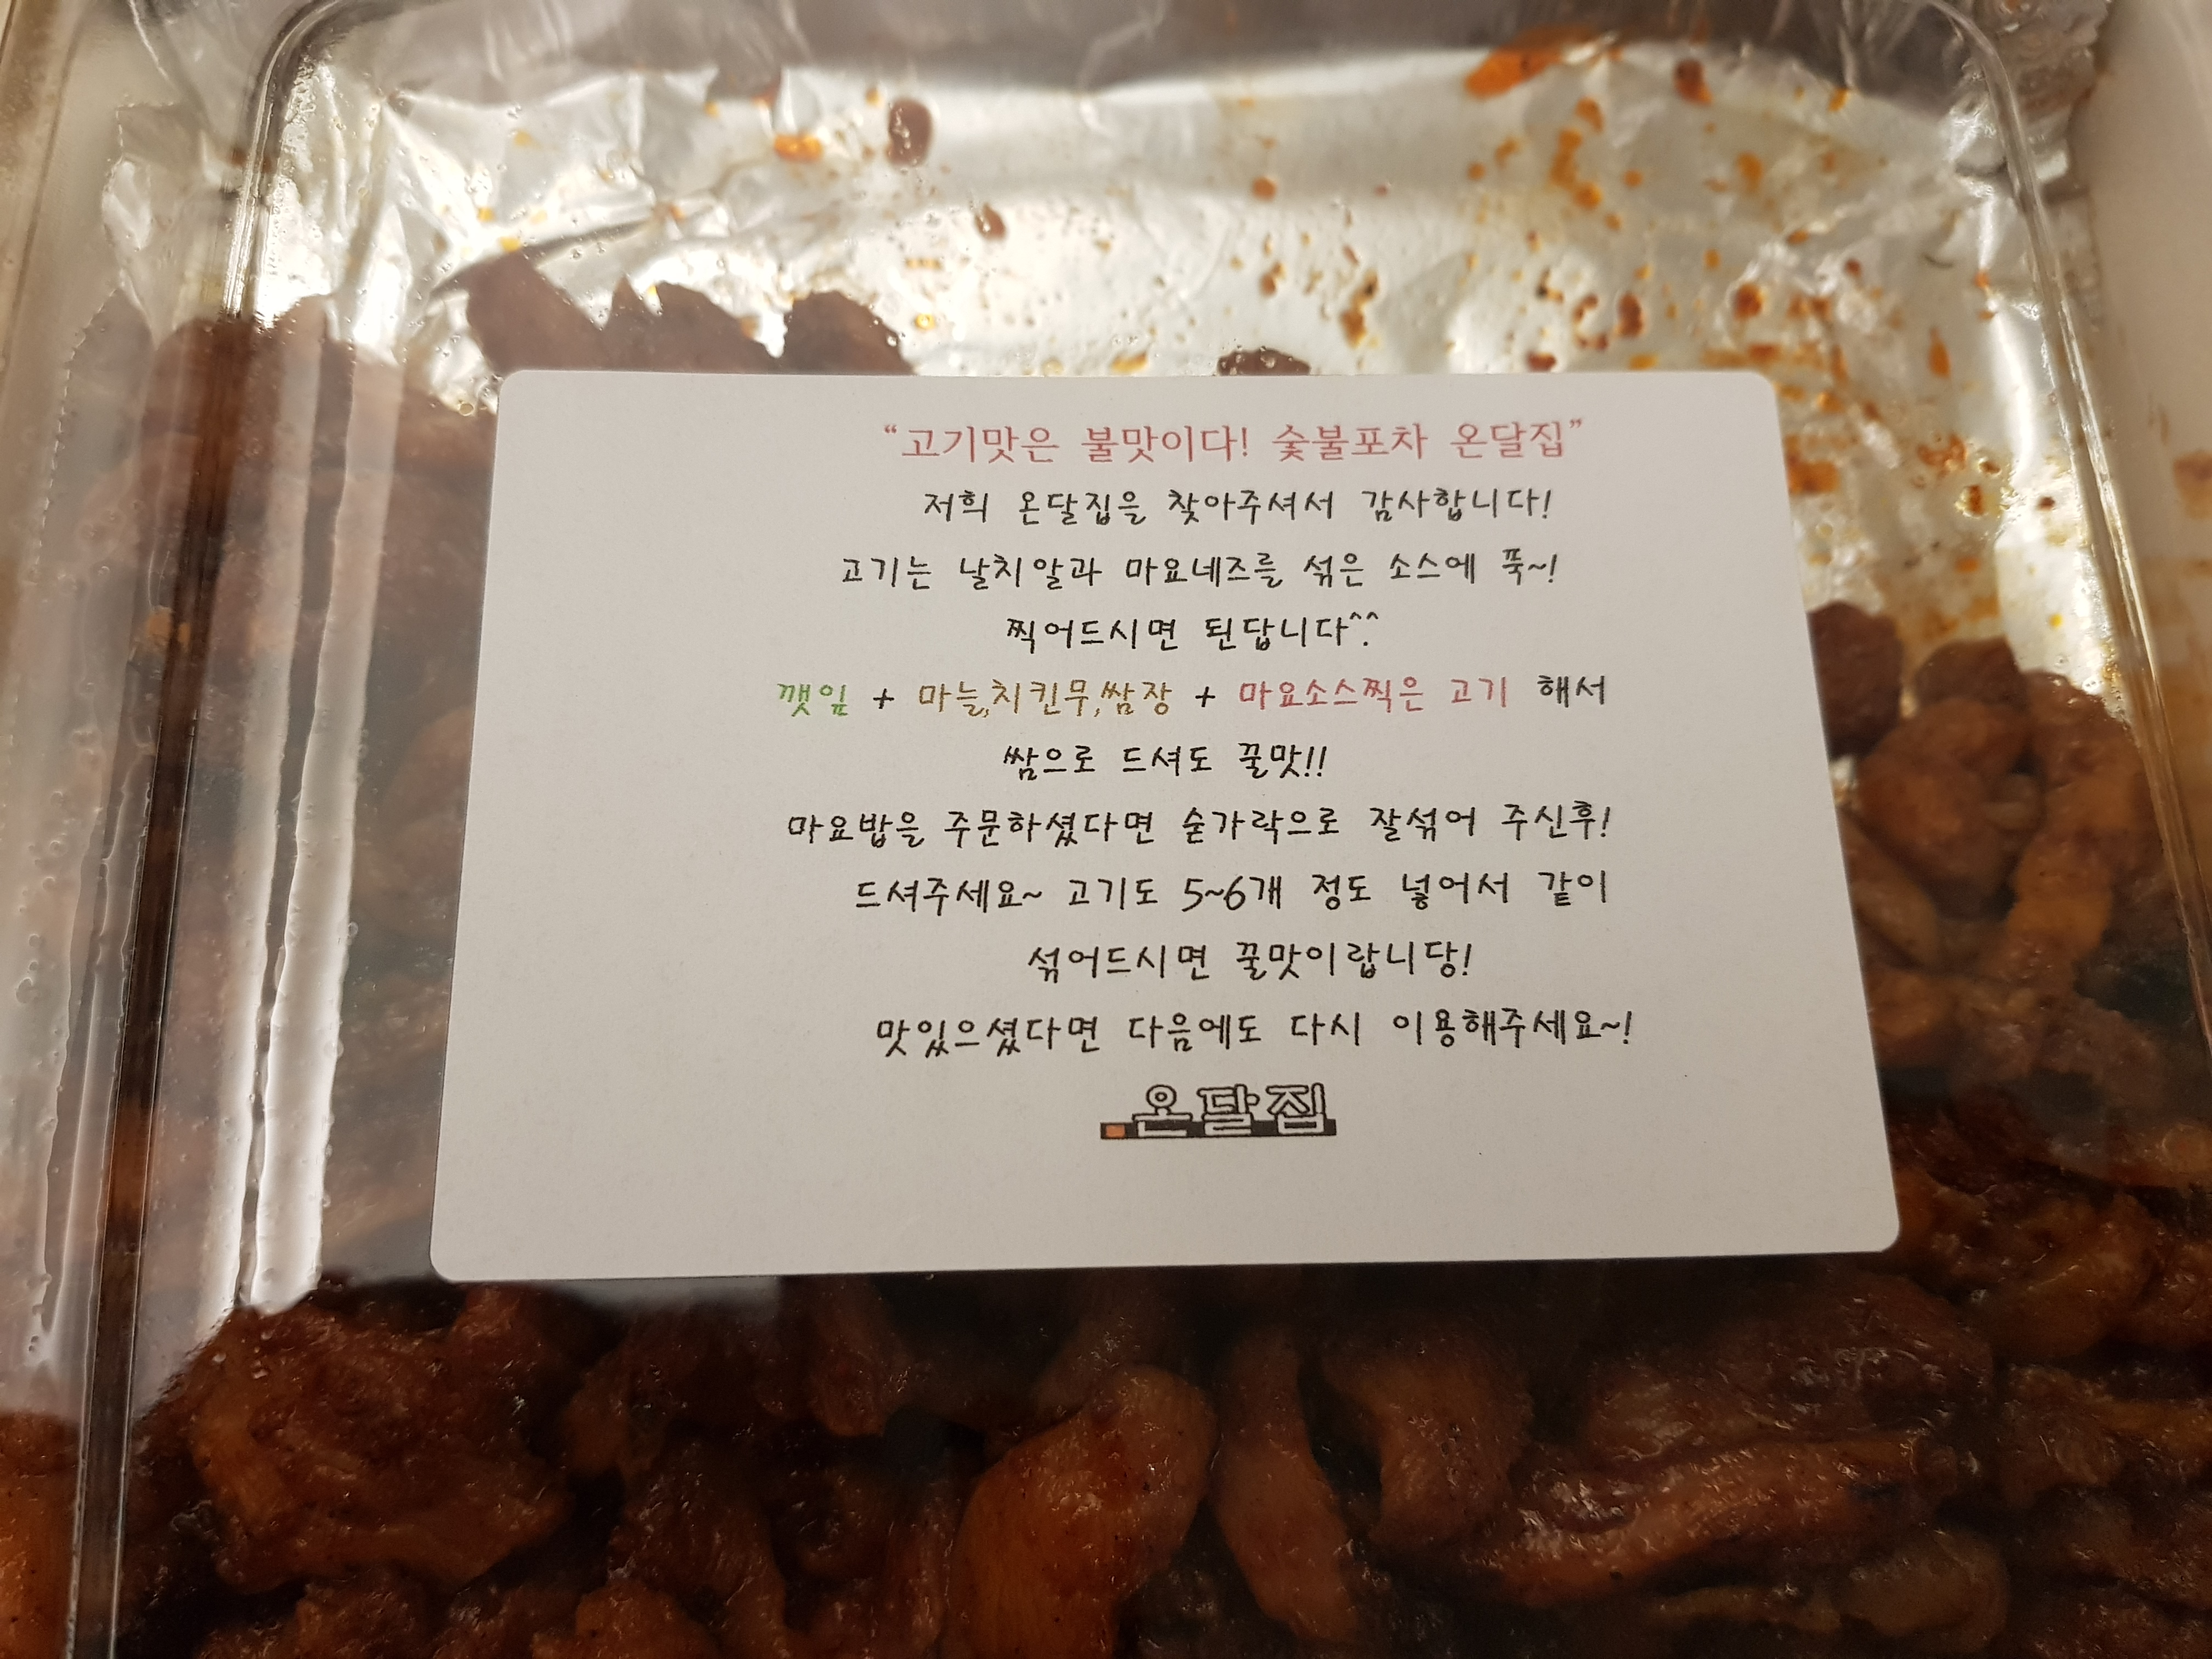 “고기맛은 불맛이다! 숯불포차 온달집”
저희 온달집을 찾아주셔서 감사합니다!
고기는 날치알과 마요네즈를 섞은 소스에 푹~!
찍어드시면 된답니다^^
깻잎 + 마늘,치킨무,쌈장 + 마요소스찍은 고기 해서
쌈으로 드셔도 꿀맛!!
마요밥을 주문하셨다면 숟가락으로 잘섞어 주신후!
드셔주세요~ 고기도 5~6개 정도 넣어서 같이
섞어드시면 꿀맛이랍니당!
맛있으셨다면 다음에도 다시 이용해주세요~!
온달집